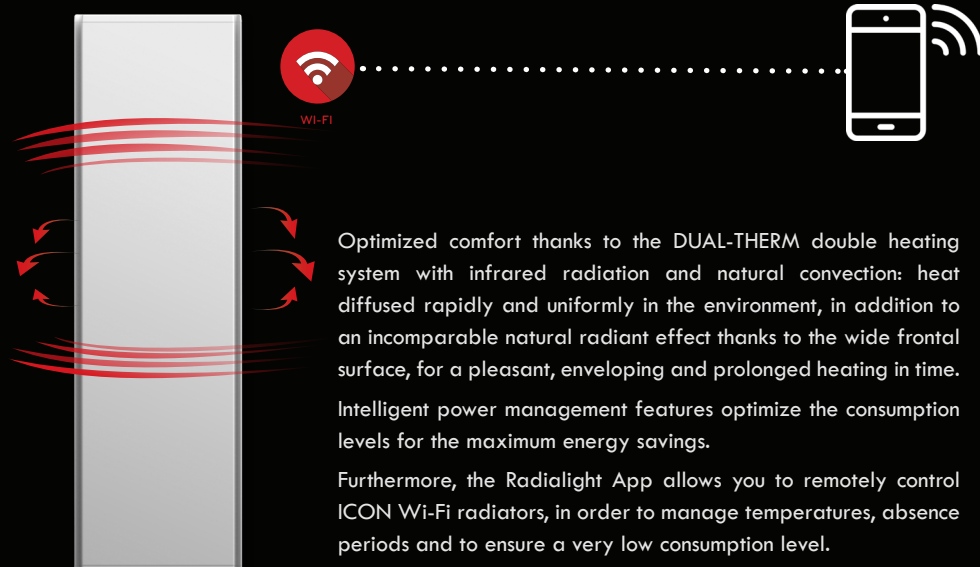 WI-FI
Optimized comfort thanks to the DUAL-THERM double heating
system with infrared radiation and natural convection: heat
diffused rapidly and uniformly in the environment, in addition to
an incomparable natural radiant effect thanks to the wide frontal
surface, for a pleasant, enveloping and prolonged heating in time.
Intelligent power management features optimize the consumption
levels for the maximum energy savings.
Furthermore, the Radialight App allows you to remotely control
ICON Wi-Fi radiators, in order to manage temperatures, absence
periods and to ensure a very low consumption level.